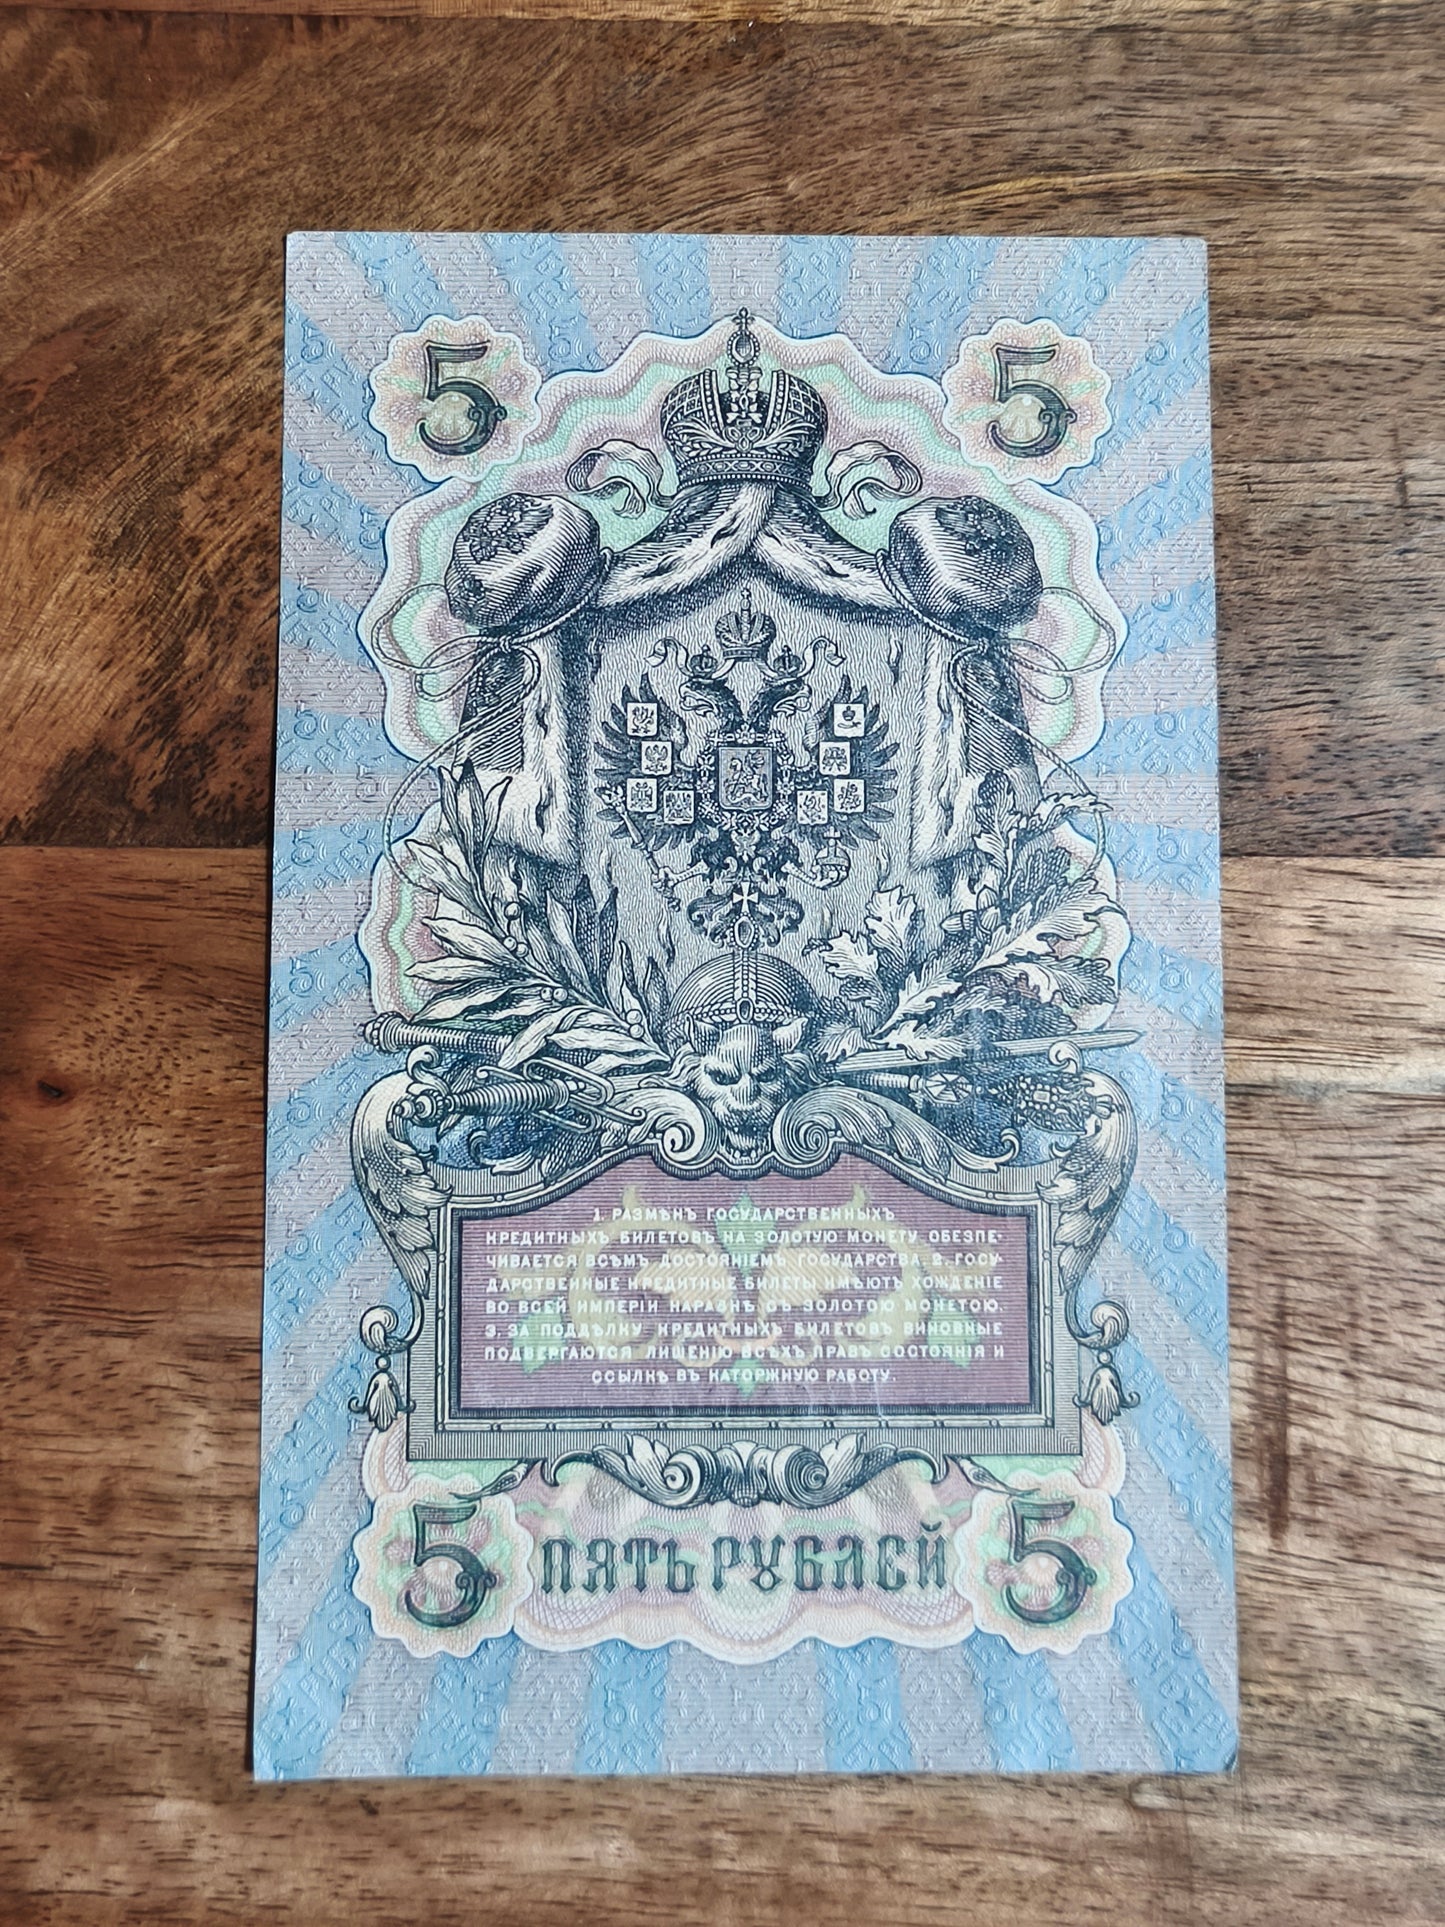 5 5
1. РАЗМѢНЪ ГОСУДАРСТВЕННЫХЪ
КРЕДИТНЫХЪ БИЛЕТОВЪ НА ЗОЛОТУЮ МОНЕТУ ОБЕЗПЕ-
ЧИВАЕТСЯ ВСѢМЪ ДОСТОЯНІЕМЪ ГОСУДАРСТВА. 2. ГОСУ-
ДАРСТВЕННЫЕ КРЕДИТНЫЕ БИЛЕТЫ ИМѢЮТЪ ХОЖДЕНІЕ
ВО ВСЕЙ ИМПЕРІИ НАРАВНѢ СЪ ЗОЛОТОЮ МОНЕТОЮ.
3. ЗА ПОДДѢЛКУ КРЕДИТНЫХЪ БИЛЕТОВЪ ВИНОВНЫЕ
ПОДВЕРГАЮТСЯ ЛИШЕНІЮ ВСѢХЪ ПРАВЪ СОСТОЯНІЯ И
ССЫЛКѢ ВЪ КАТОРЖНУЮ РАБОТУ.
5 ПЯТЬ РУБЛЕЙ 5